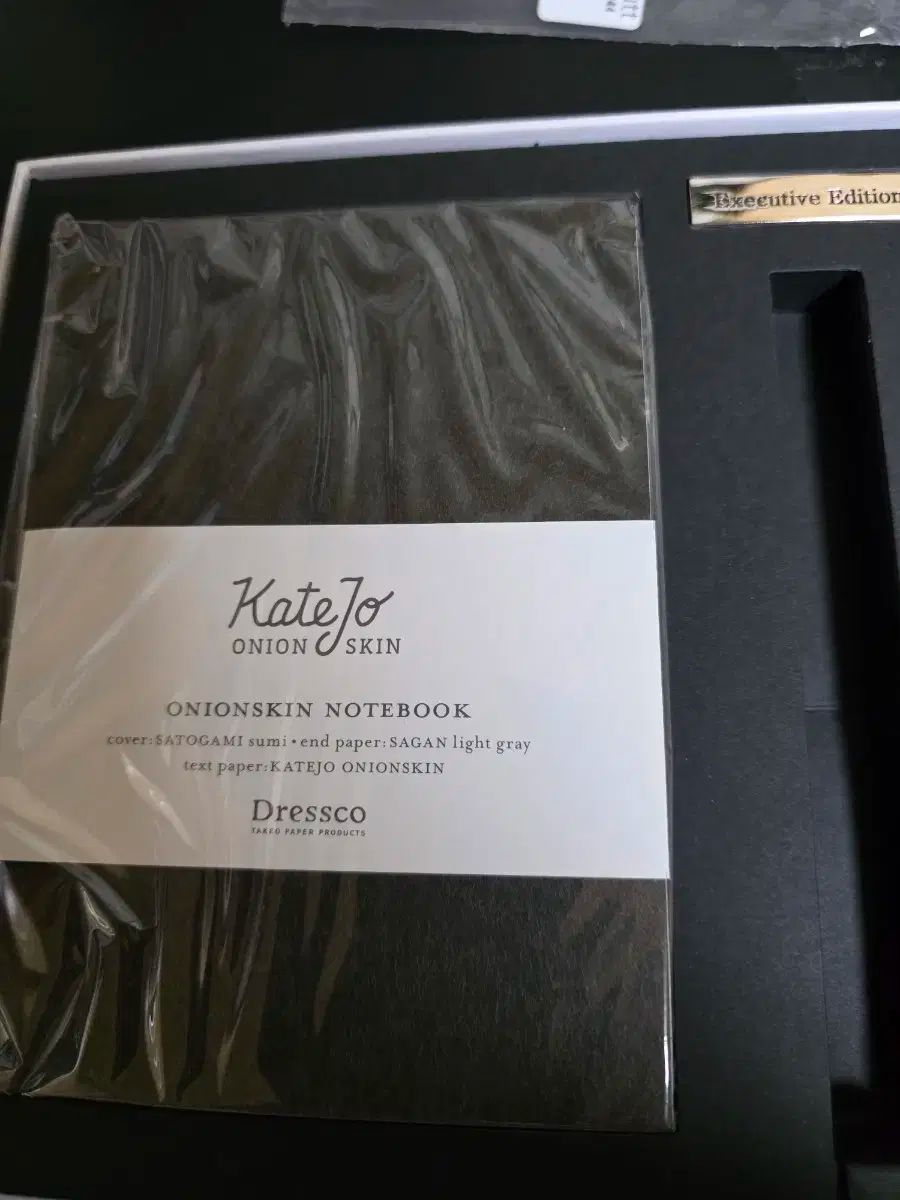 Executive Edition
KateJo
ONION SKIN
ONIONSKIN NOTEBOOK
cover:SATOGAMI sumi • end paper:SAGAN light gray
text paper:KATEJO ONIONSKIN
Dressco
TAKEO PAPER PRODUCTS